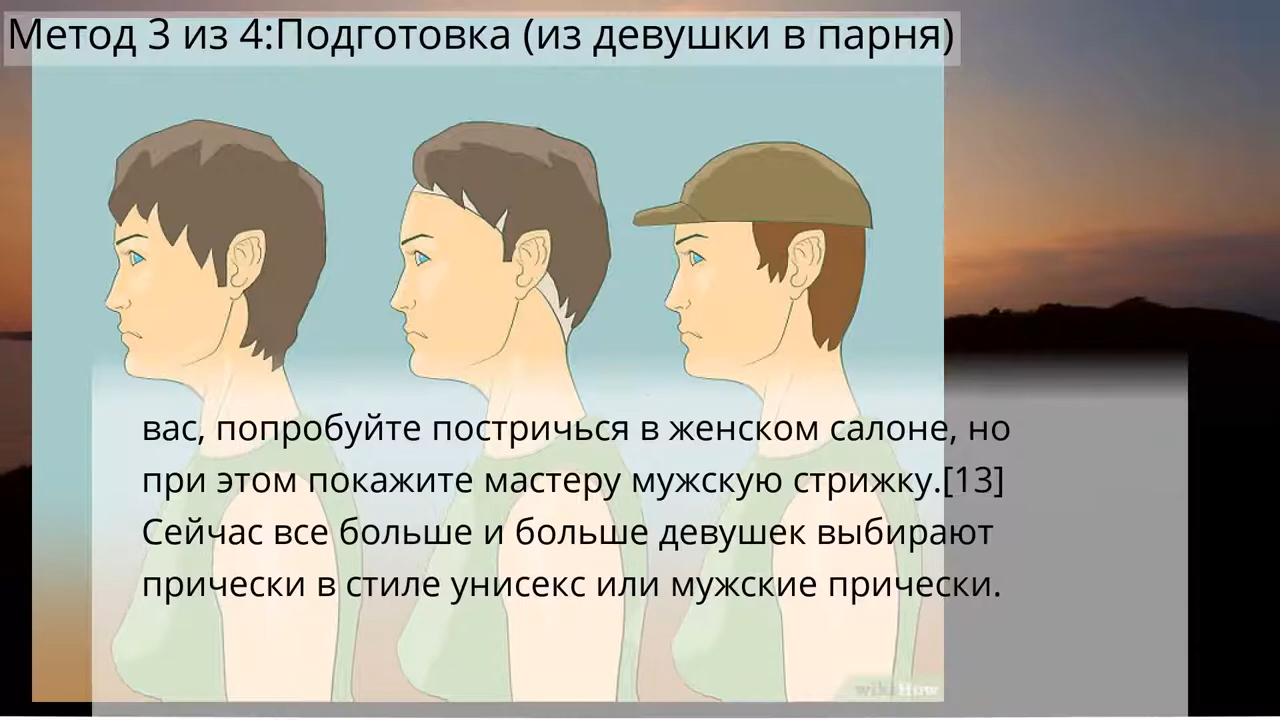 Метод 3 из 4:Подготовка (из девушки в парня)
вас, попробуйте постричься в женском салоне, но
при этом покажите мастеру мужскую стрижку.[13]
Сейчас все больше и больше девушек выбирают
прически в стиле унисекс или мужские прически.
wikiHow